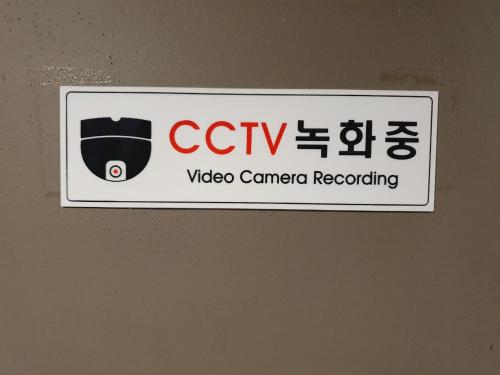 CCTV 녹화중
Video Camera Recording